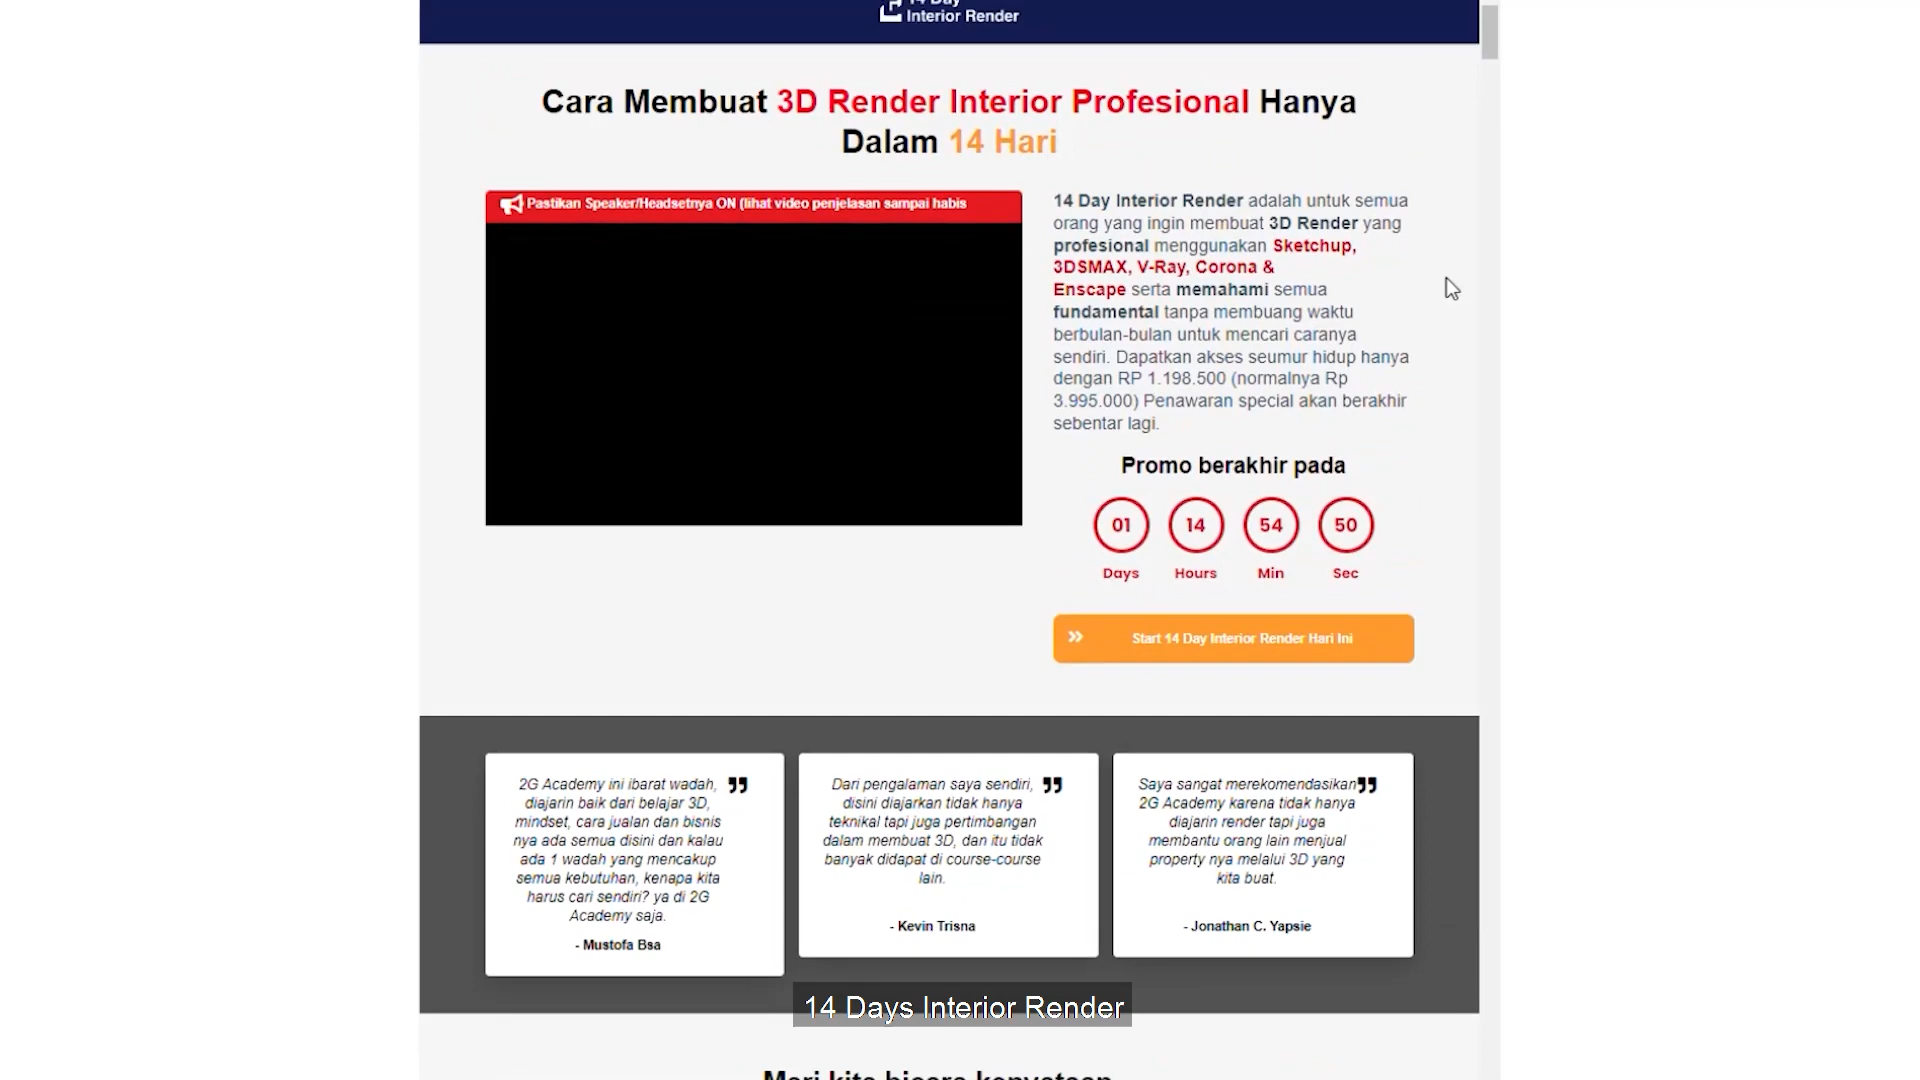 14 Day
Interior Render
Cara Membuat 3D Render Interior Profesional Hanya
Dalam 14 Hari
Pastikan Speaker/Headsetnya ON (lihat video penjelasan sampai habis
14 Day Interior Render adalah untuk semua
orang yang ingin membuat 3D Render yang
profesional menggunakan Sketchup,
3DSMAX, V-Ray, Corona &
Enscape serta memahami semua
fundamental tanpa membuang waktu
berbulan-bulan untuk mencari caranya
sendiri. Dapatkan akses seumur hidup hanya
dengan RP 1.198.500 (normalnya Rp
3.995.000) Penawaran special akan berakhir
sebentar lagi.
Promo berakhir pada
01 14 54 50
Days Hours Min Sec
Start 14 Day Interior Render Hari Ini
2G Academy ini ibarat wadah,
diajarin baik dari belajar 3D,
mindset, cara jualan dan bisnis
nya ada semua disini dan kalau
ada 1 wadah yang mencakup
semua kebutuhan, kenapa kita
harus cari sendiri? ya di 2G
Academy saja.
- Mustofa Bsa
Dari pengalaman saya sendiri,
disini diajarkan tidak hanya
teknikal tapi juga pertimbangan
dalam membuat 3D, dan itu tidak
banyak didapat di course-course
lain.
- Kevin Trisna
Saya sangat merekomendasikan
2G Academy karena tidak hanya
diajarin render tapi juga
membantu orang lain menjual
property nya melalui 3D yang
kita buat.
- Jonathan C. Yapsie
14 Days Interior Render
Mari kita bicara kenyataan